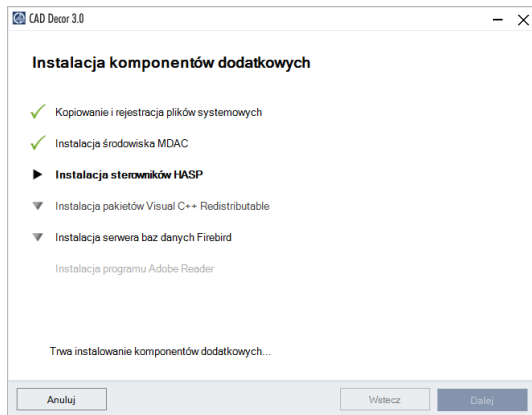 CAD Decor 3.0
Instalacja komponentów dodatkowych
Kopiowanie i rejestracja plików systemowych
Instalacja środowiska MDAC
Instalacja sterowników HASP
Instalacja pakietów Visual C++ Redistributable
Instalacja serwera baz danych Firebird
Instalacja programu Adobe Reader
Trwa instalowanie komponentów dodatkowych...
Anuluj
Wstecz
Dalej